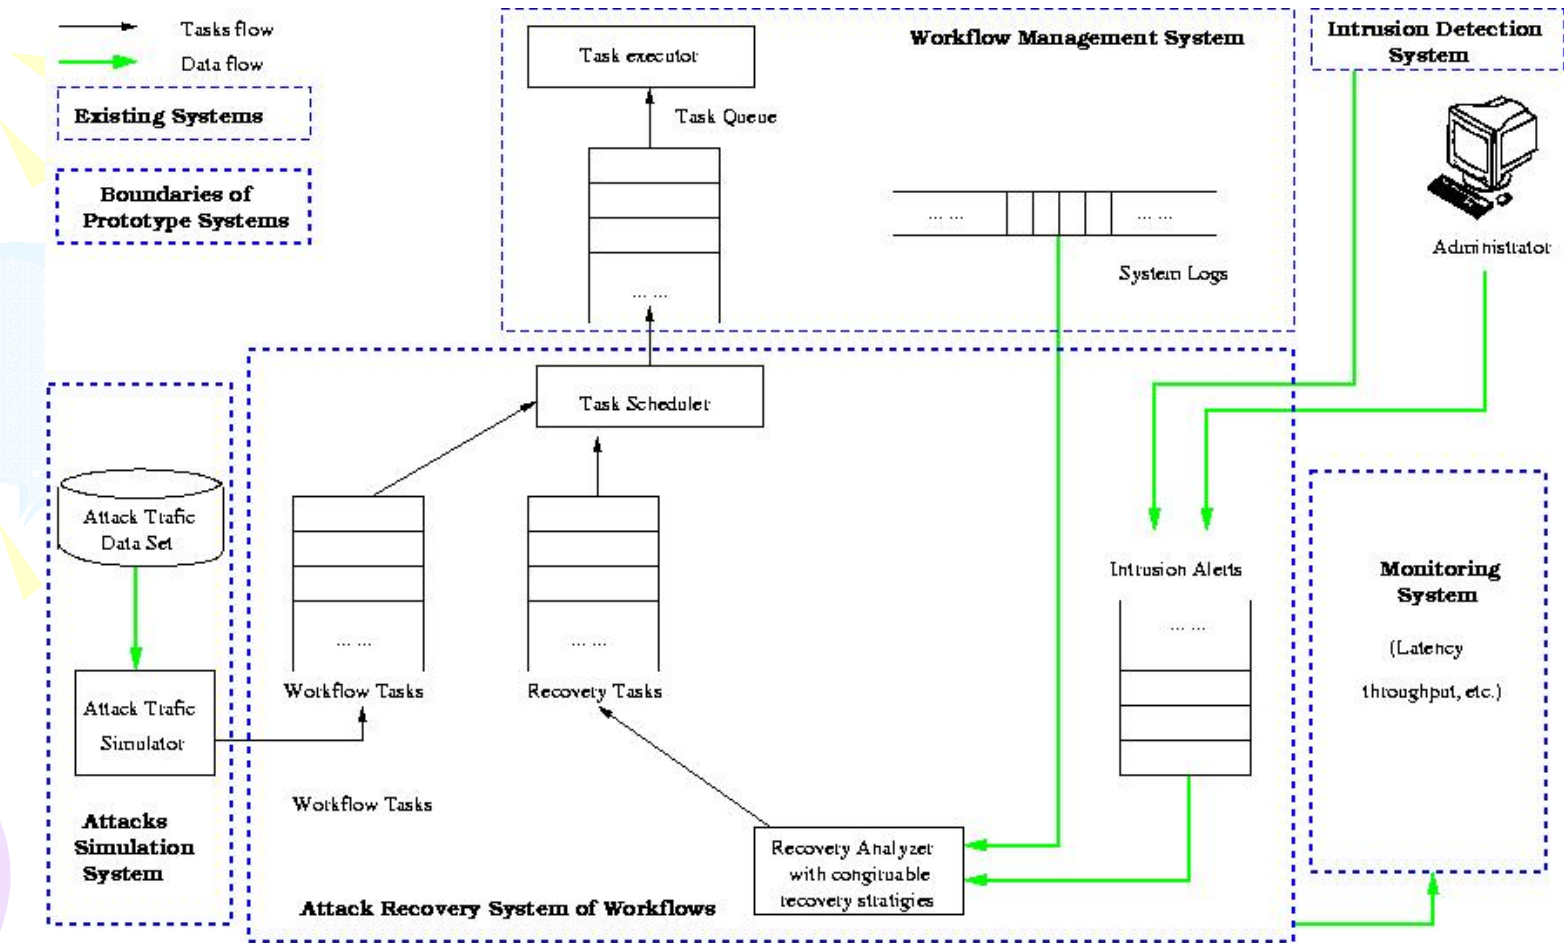 Tasks flow
Data flow
Existing Systems
Boundaries of
Prototype Systems
Task executor
Task Queue
... ...
Workflow Management System
... ...
... ...
System Logs
Intrusion Detection
System
Administrator
Attack Trafic
Data Set
Attack Trafic
Simulator
Attacks
Simulation
System
Task Scheduler
... ...
Workflow Tasks
... ...
Recovery Tasks
Workflow Tasks
Intrusion Alerts
... ...
Recovery Analyzer
with congituable
recovery stratigies
Attack Recovery System of Workflows
Monitoring
System
(Latency
throughput, etc.)